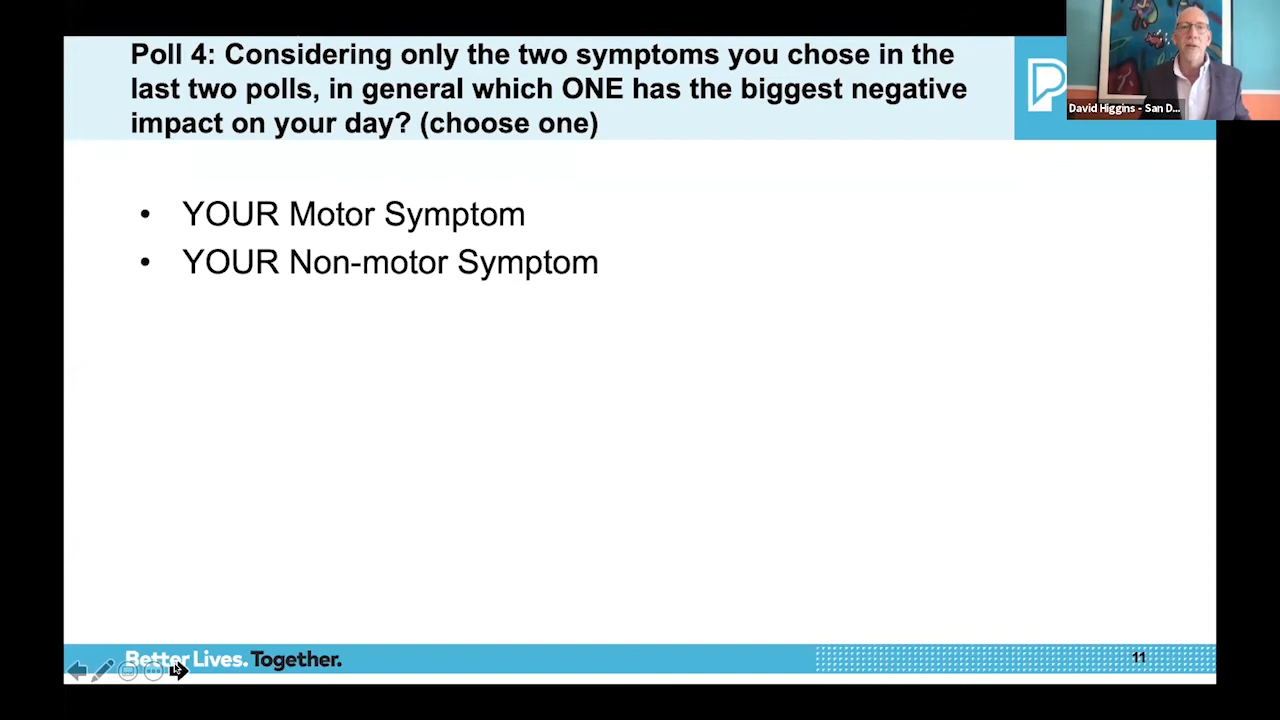 Poll 4: Considering only the two symptoms you chose in the
last two polls, in general which ONE has the biggest negative
impact on your day? (choose one)
David Higgins - San D...
• YOUR Motor Symptom
• YOUR Non-motor Symptom
Better Lives. Together.
11